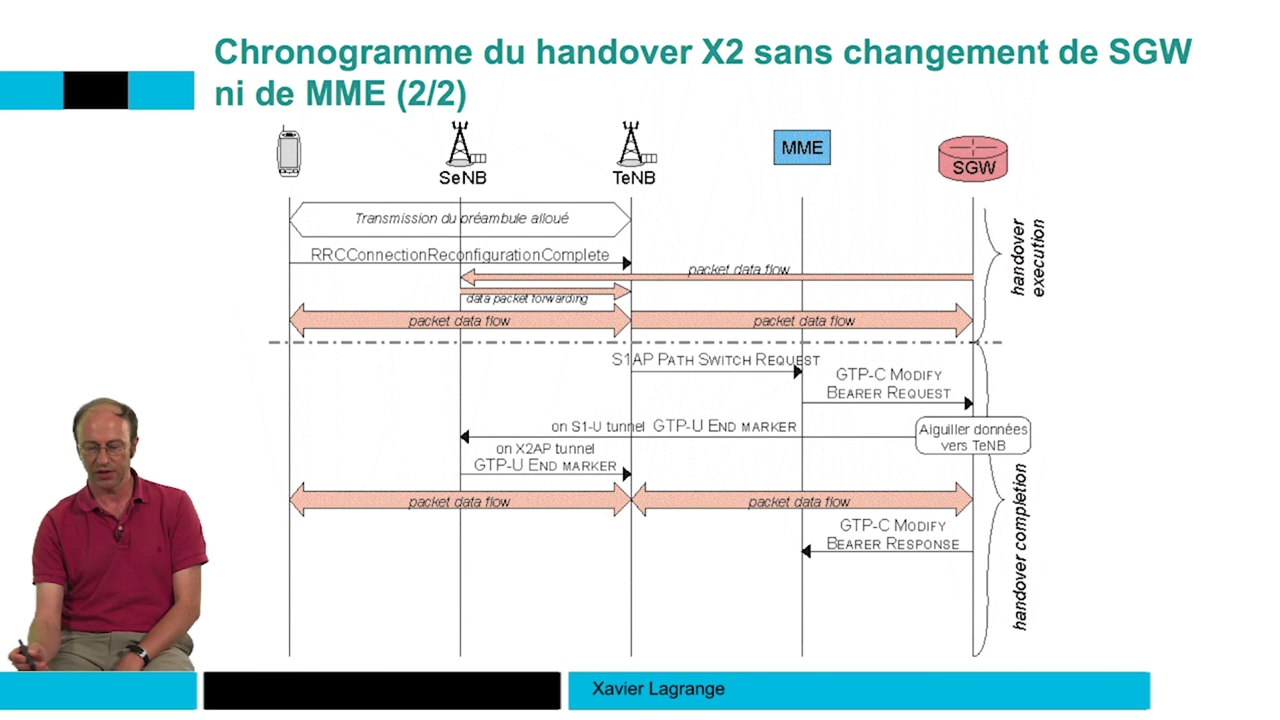 Chronogramme du handover X2 sans changement de SGW
ni de MME (2/2)
SeNB
TeNB
MME
SGW
Transmission du préambule alloué
RRCConnectionReconfigurationComplete
packet data flow
data packet forwarding
packet data flow
packet data flow
handover
execution
S1AP PATH SWITCH REQUEST
GTP-C MODIFY
BEARER REQUEST
on S1-U tunnel GTP-U END MARKER
Aiguiller données
vers TeNB
on X2AP tunnel
GTP-U END MARKER
packet data flow
packet data flow
GTP-C MODIFY
BEARER RESPONSE
handover completion
Xavier Lagrange